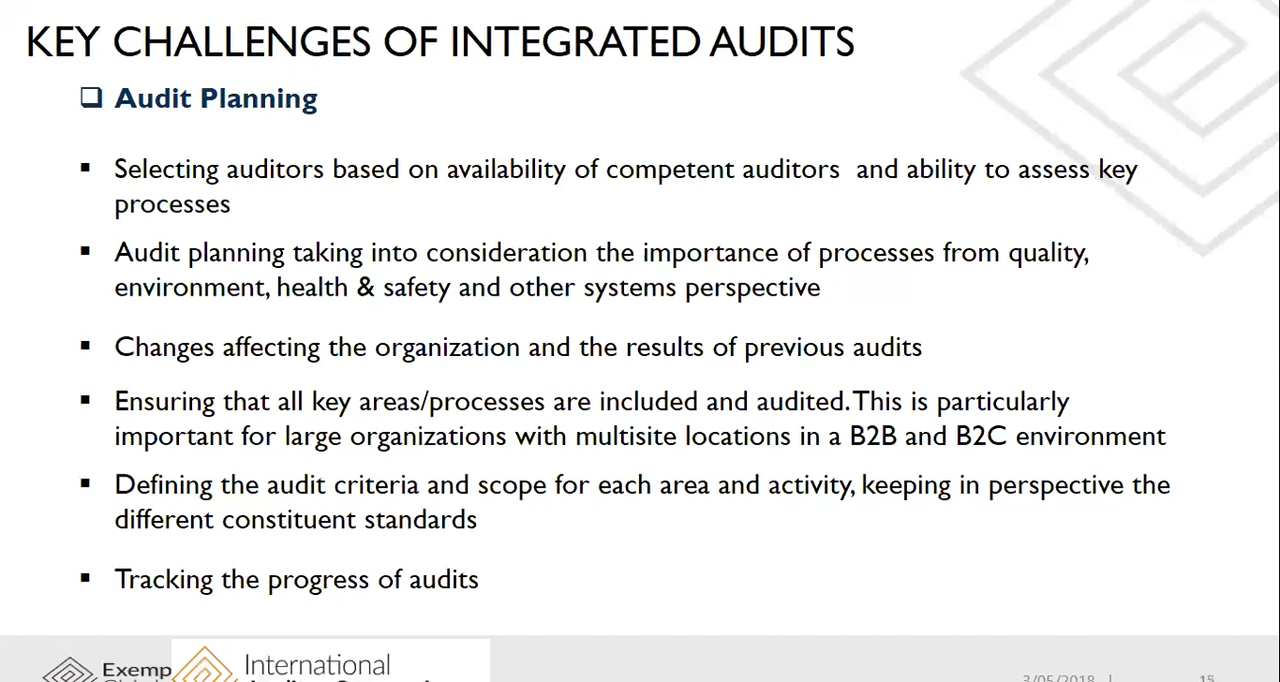 KEY CHALLENGES OF INTEGRATED AUDITS
❑ Audit Planning
▪ Selecting auditors based on availability of competent auditors and ability to assess key
processes
▪ Audit planning taking into consideration the importance of processes from quality,
environment, health & safety and other systems perspective
▪ Changes affecting the organization and the results of previous audits
▪ Ensuring that all key areas/processes are included and audited. This is particularly
important for large organizations with multisite locations in a B2B and B2C environment
▪ Defining the audit criteria and scope for each area and activity, keeping in perspective the
different constituent standards
▪ Tracking the progress of audits
Exemp
International
3/05/2018 | 15